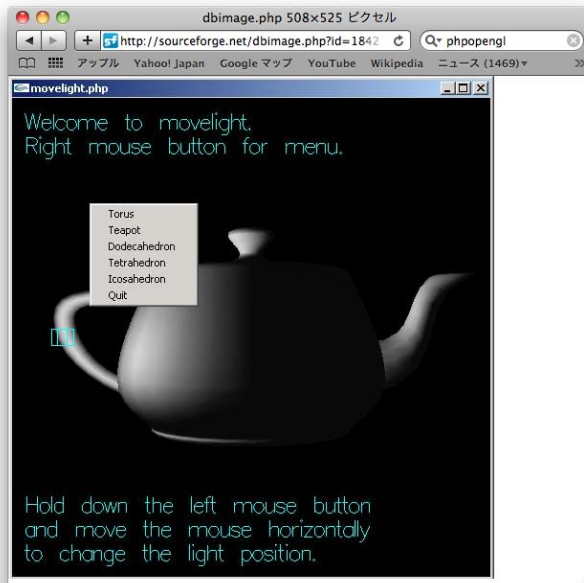 dbimage.php 508×525 ピクセル
sf http://sourceforge.net/dbimage.php?id=1842
phpopengl
アップル Yahoo! Japan Google マップ YouTube Wikipedia ニュース (1469)▾ »
movelight.php
Welcome to movelight.
Right mouse button for menu.
Torus
Teapot
Dodecahedron
Tetrahedron
Icosahedron
Quit
Hold down the left mouse button
and move the mouse horizontally
to change the light position.